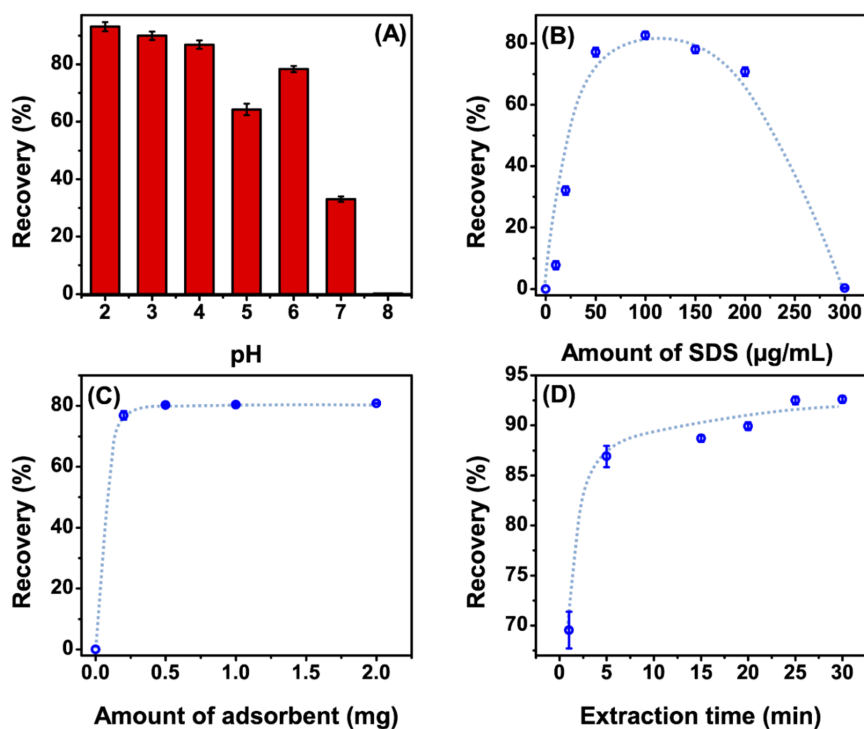 (A)
Recovery (%)
80
60
40
20
0
2 3 4 5 6 7 8
pH
(B)
Recovery (%)
80
60
40
20
0
0 50 100 150 200 250 300
Amount of SDS (µg/mL)
(C)
Recovery (%)
100
80
60
40
20
0
0.0 0.5 1.0 1.5 2.0
Amount of adsorbent (mg)
(D)
Recovery (%)
95
90
85
80
75
70
0 5 10 15 20 25 30
Extraction time (min)